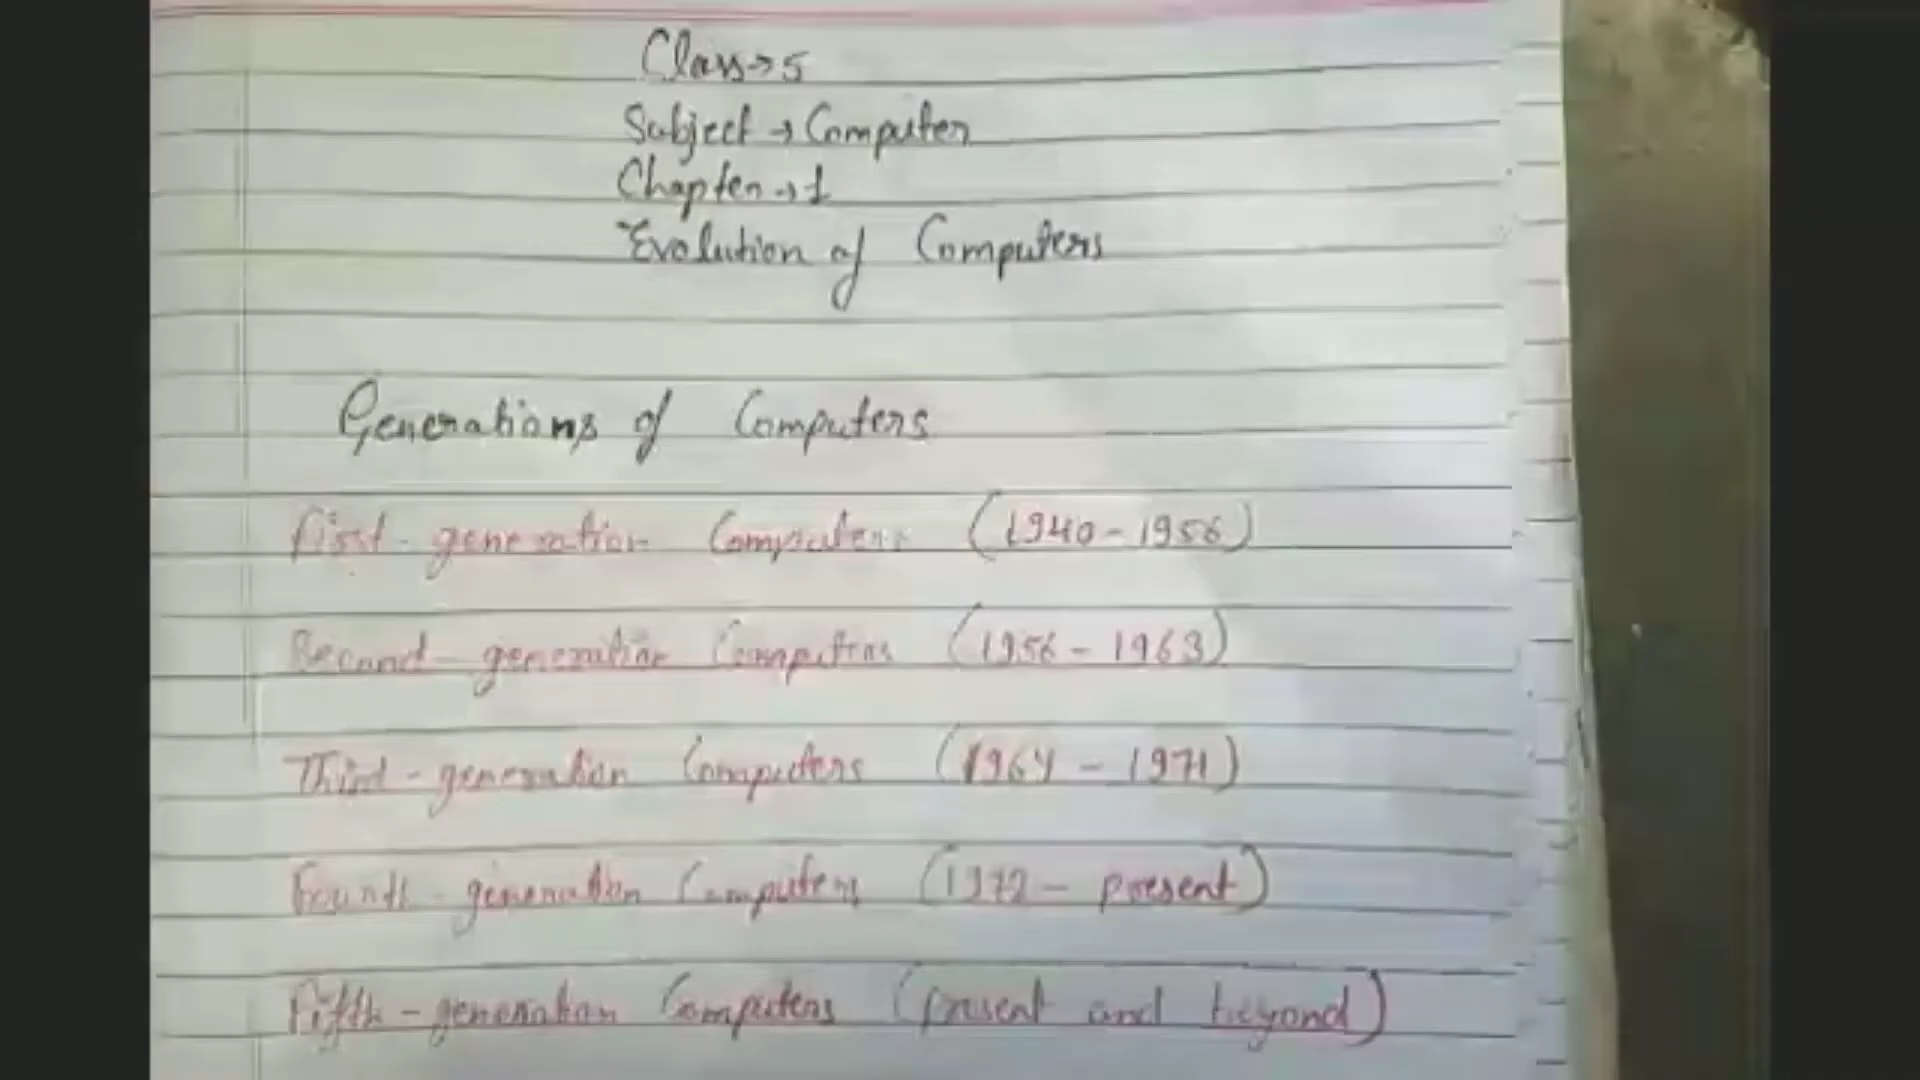 Class → 5
Subject → Computer
Chapter → 1
Evolution of Computers
Generations of Computers
First-generation Computers (1940-1956)
Second-generation Computers (1956-1963)
Third-generation Computers (1964-1971)
Fourth-generation Computers (1972-present)
Fifth-generation Computers (present and beyond)